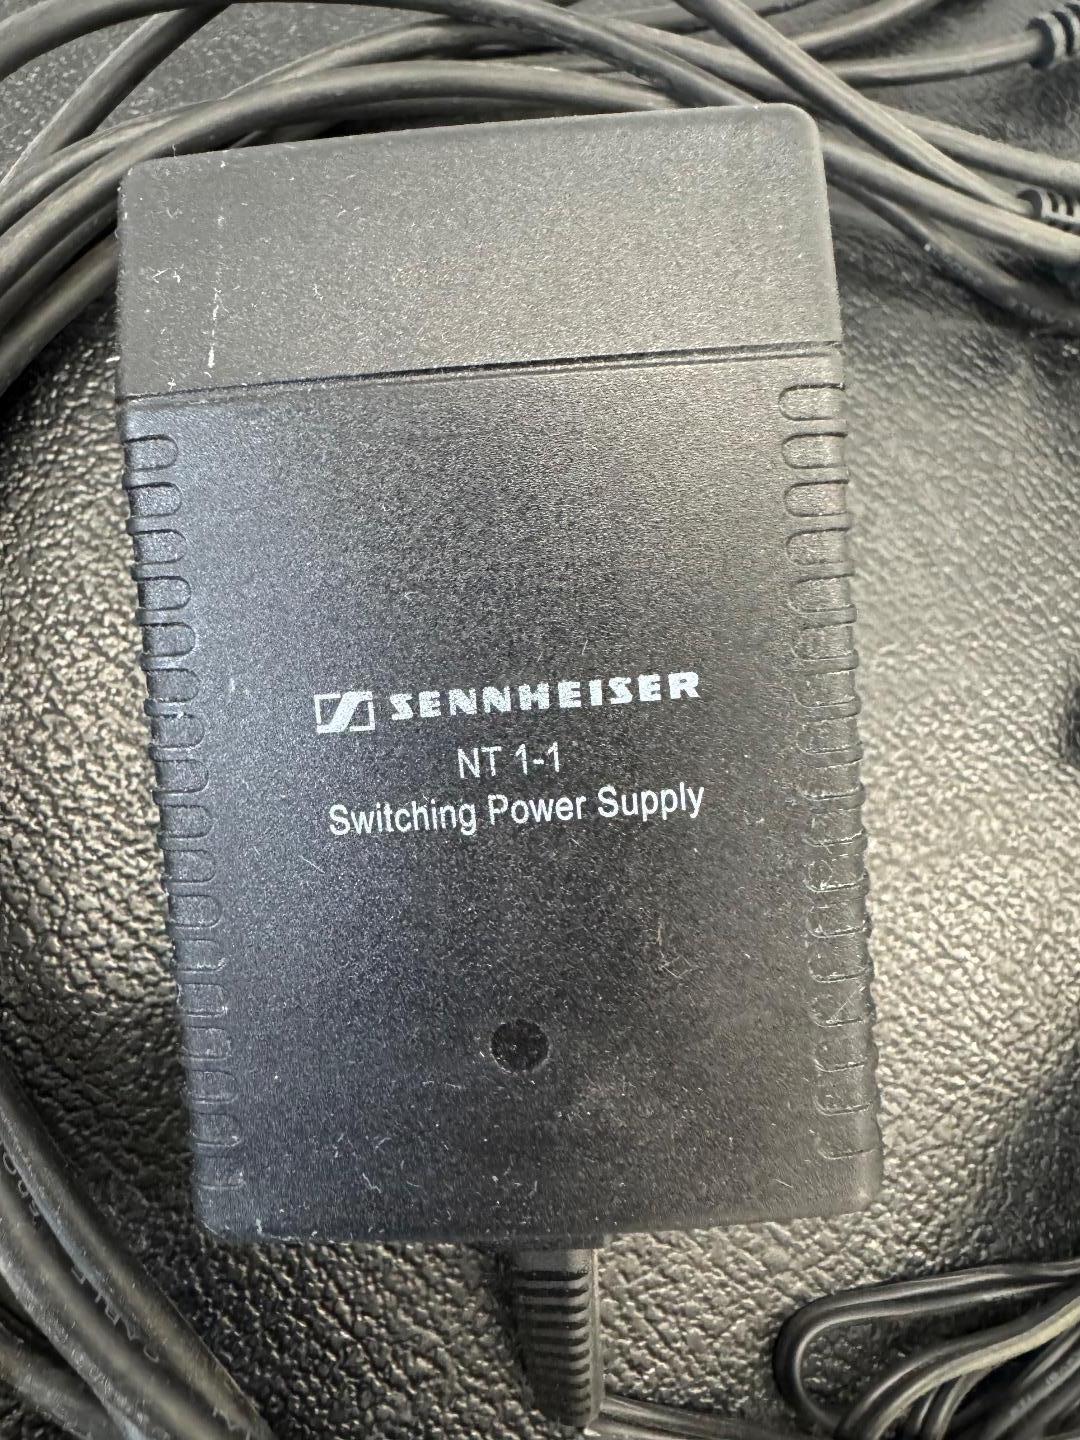 SENNHEISER
NT 1-1
Switching Power Supply